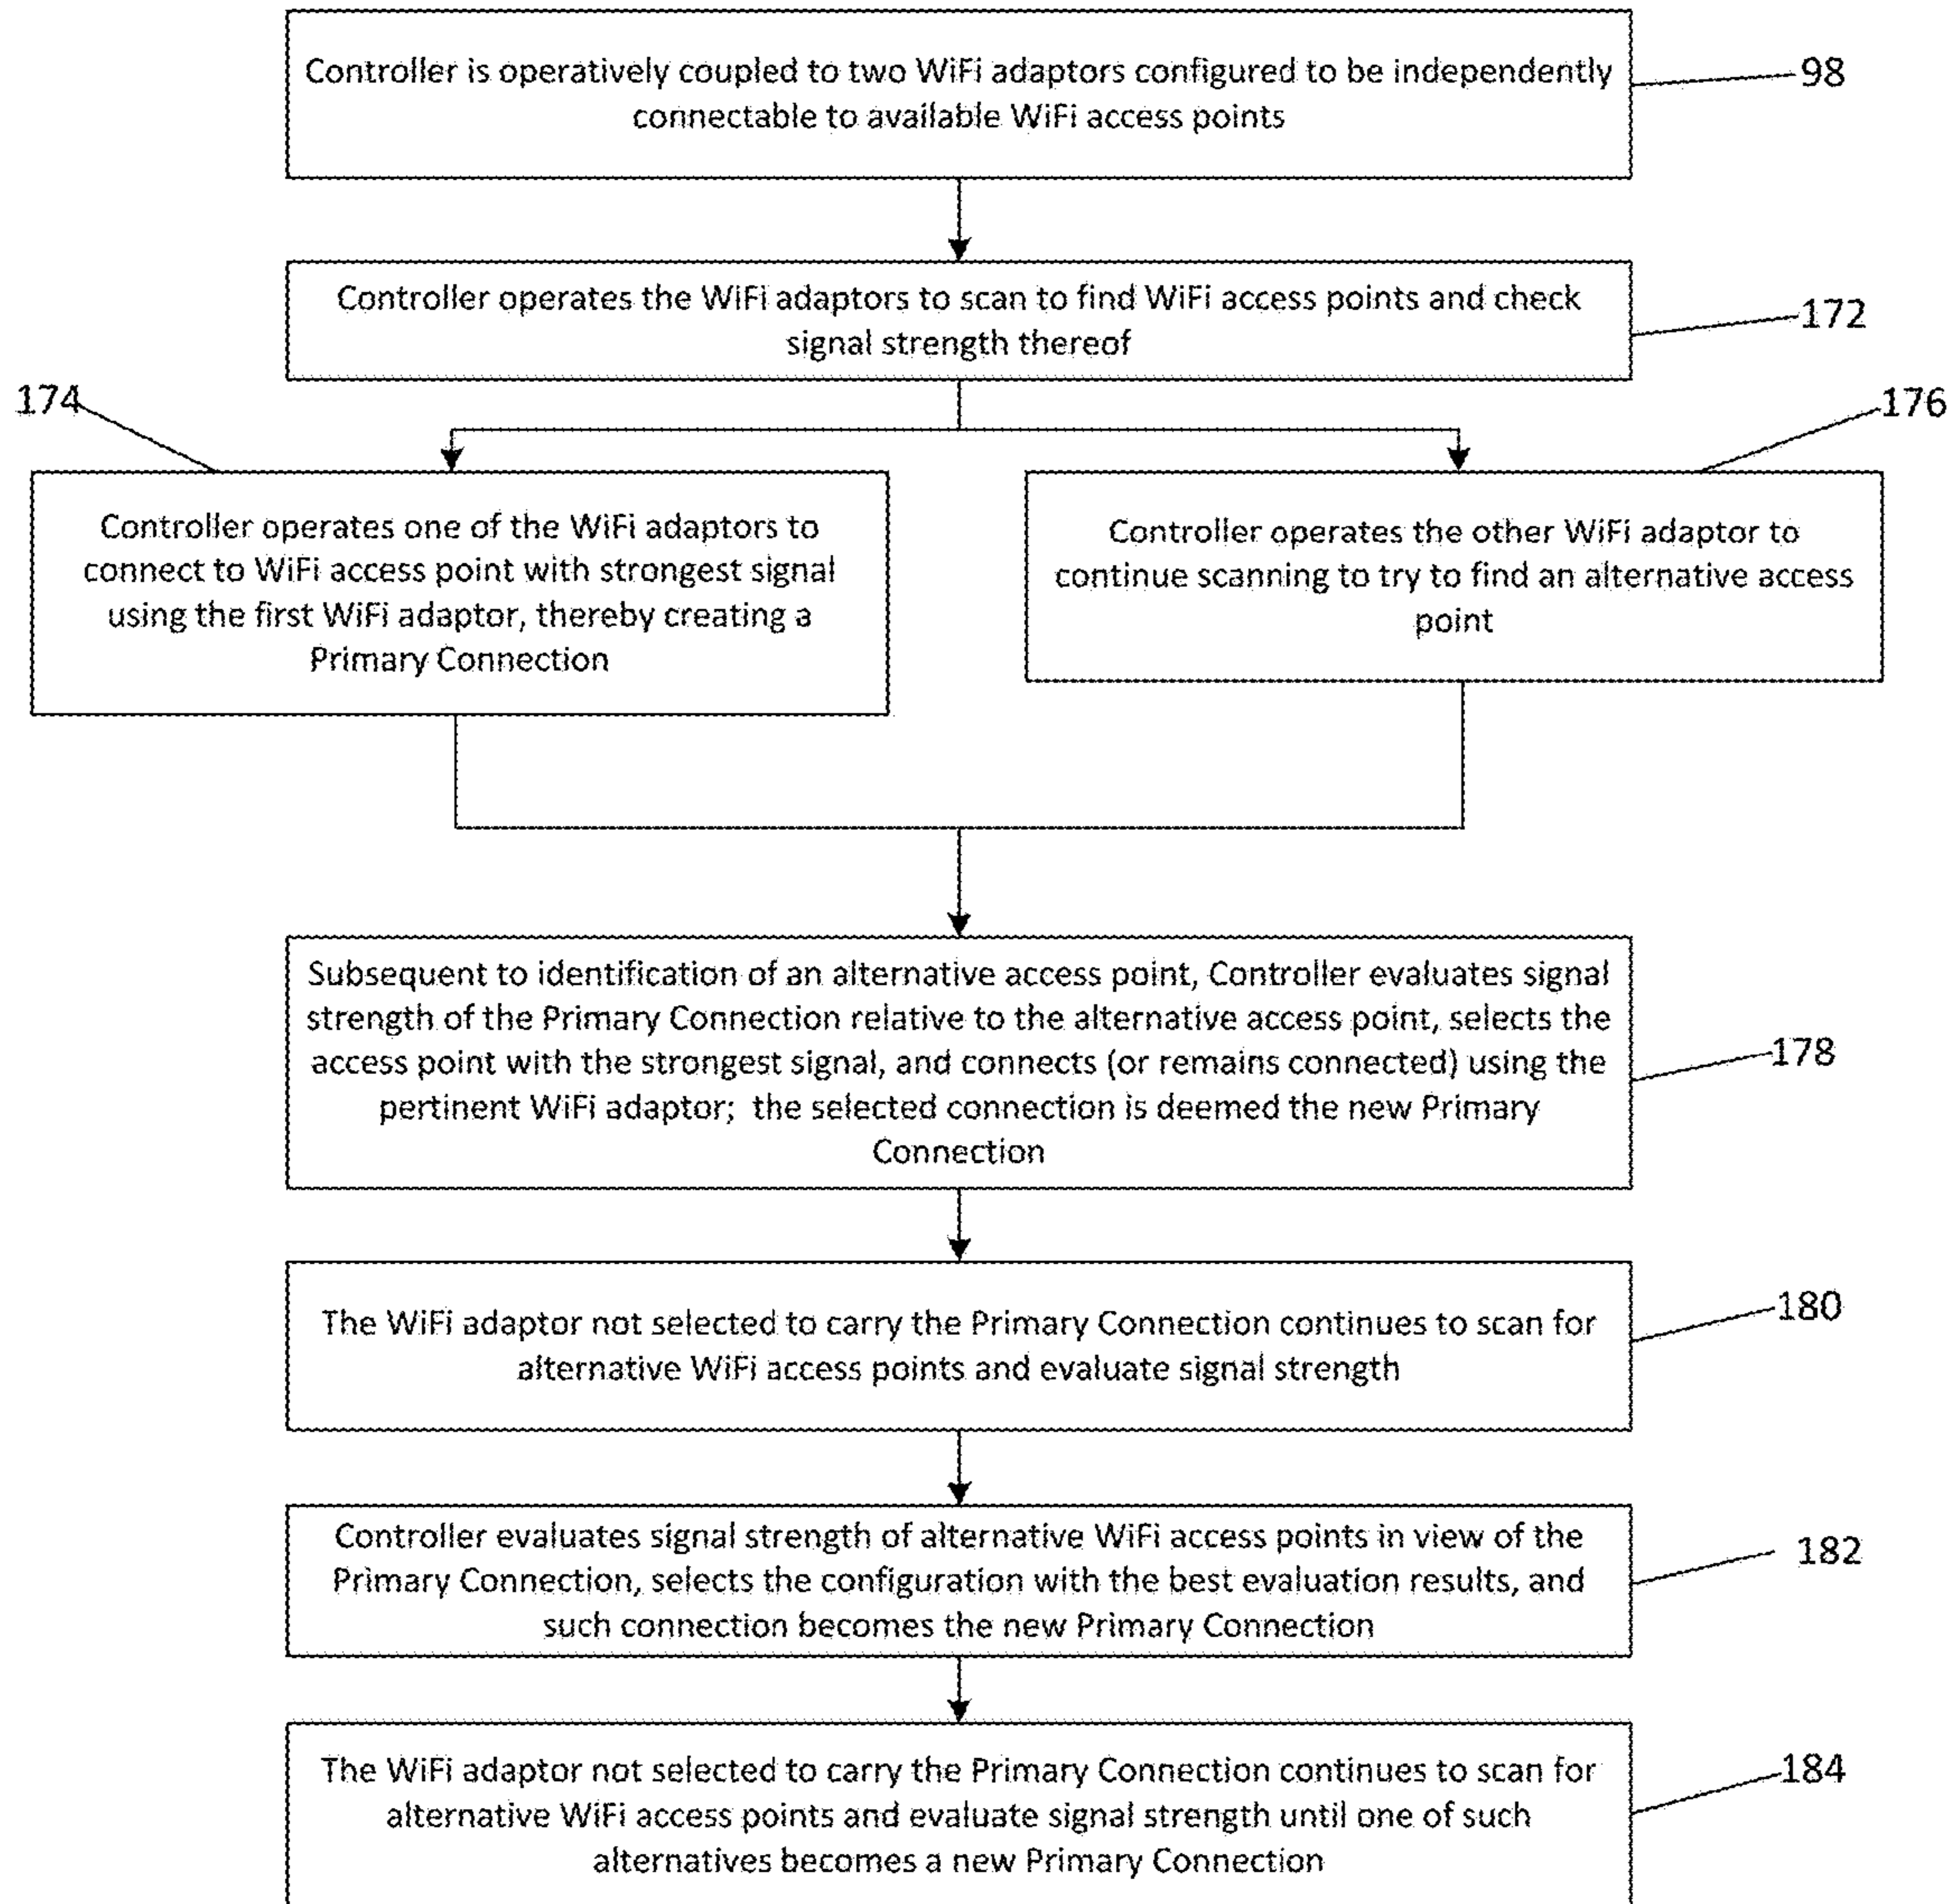 Controller is operatively coupled to two WiFi adaptors configured to be independently
connectable to available WiFi access points
98
Controller operates the WiFi adaptors to scan to find WiFi access points and check
signal strength thereof
172
174
176
Controller operates one of the WiFi adaptors to
connect to WiFi access point with strongest signal
using the first WiFi adaptor, thereby creating a
Primary Connection
Controller operates the other WiFi adaptor to
continue scanning to try to find an alternative access
point
Subsequent to identification of an alternative access point, Controller evaluates signal
strength of the Primary Connection relative to the alternative access point, selects the
access point with the strongest signal, and connects (or remains connected) using the
pertinent WiFi adaptor; the selected connection is deemed the new Primary
Connection
178
The WiFi adaptor not selected to carry the Primary Connection continues to scan for
alternative WiFi access points and evaluate signal strength
180
Controller evaluates signal strength of alternative WiFi access points in view of the
Primary Connection, selects the configuration with the best evaluation results, and
such connection becomes the new Primary Connection
182
The WiFi adaptor not selected to carry the Primary Connection continues to scan for
alternative WiFi access points and evaluate signal strength until one of such
alternatives becomes a new Primary Connection
184